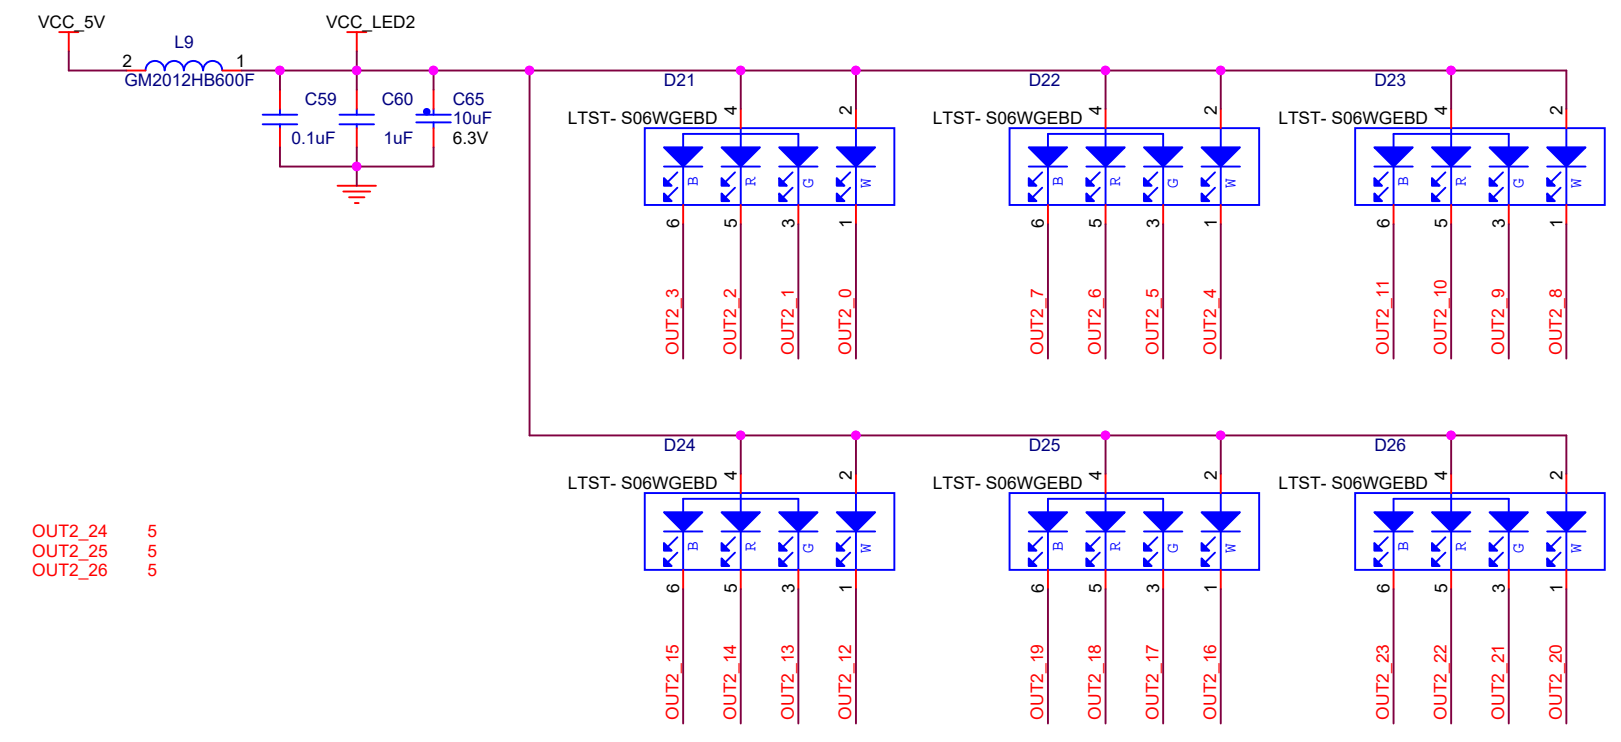 VCC_5V
VCC_LED2
L9
2 1
GM2012HB600F
C59
0.1uF
C60
1uF
C65
10uF
6.3V
D21
LTST- S06WGEBD
4 2
B R G W
6 5 3 1
OUT2_3 OUT2_2 OUT2_1 OUT2_0
D22
LTST- S06WGEBD
4 2
B R G W
6 5 3 1
OUT2_7 OUT2_6 OUT2_5 OUT2_4
D23
LTST- S06WGEBD
4 2
B R G W
6 5 3 1
OUT2_11 OUT2_10 OUT2_9 OUT2_8
D24
LTST- S06WGEBD
4 2
B R G W
6 5 3 1
OUT2_15 OUT2_14 OUT2_13 OUT2_12
D25
LTST- S06WGEBD
4 2
B R G W
6 5 3 1
OUT2_19 OUT2_18 OUT2_17 OUT2_16
D26
LTST- S06WGEBD
4 2
B R G W
6 5 3 1
OUT2_23 OUT2_22 OUT2_21 OUT2_20
OUT2_24 5
OUT2_25 5
OUT2_26 5